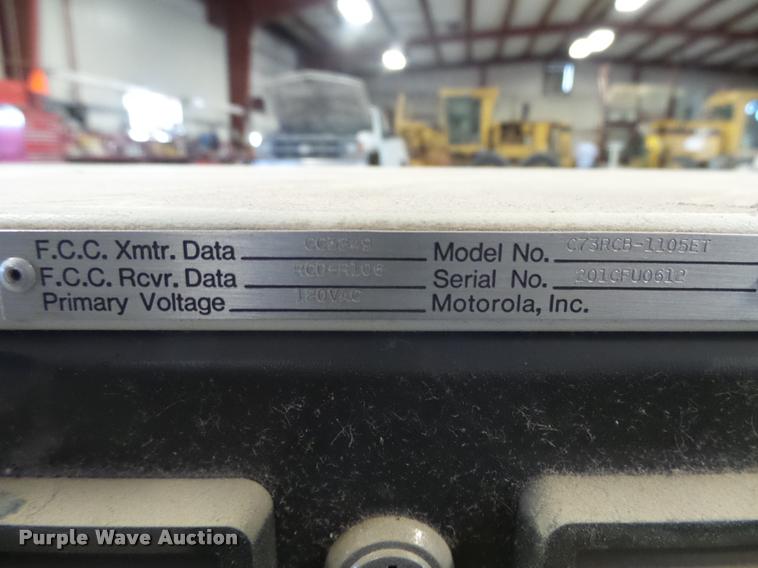 F.C.C. Xmtr. Data Model No. C73RCB-1105ET
F.C.C. Rcvr. Data RCD4R106 Serial No. 201CFU0612
Primary Voltage 120VAC Motorola, Inc.
Purple Wave Auction